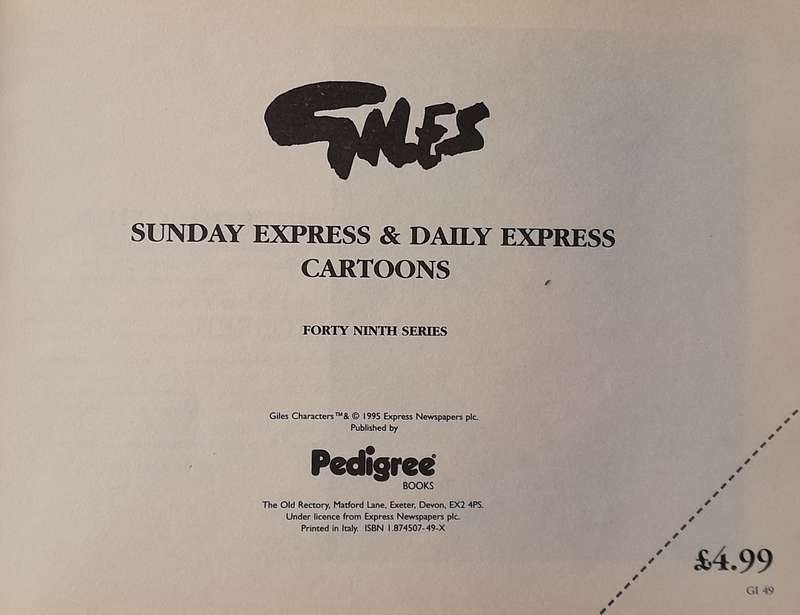 GILES
SUNDAY EXPRESS & DAILY EXPRESS
CARTOONS
FORTY NINTH SERIES
Giles Characters™& © 1995 Express Newspapers plc.
Published by
Pedigree®
BOOKS
The Old Rectory, Matford Lane, Exeter, Devon, EX2 4PS.
Under licence from Express Newspapers plc.
Printed in Italy. ISBN 1.874507-49-X
£4.99
GI 49